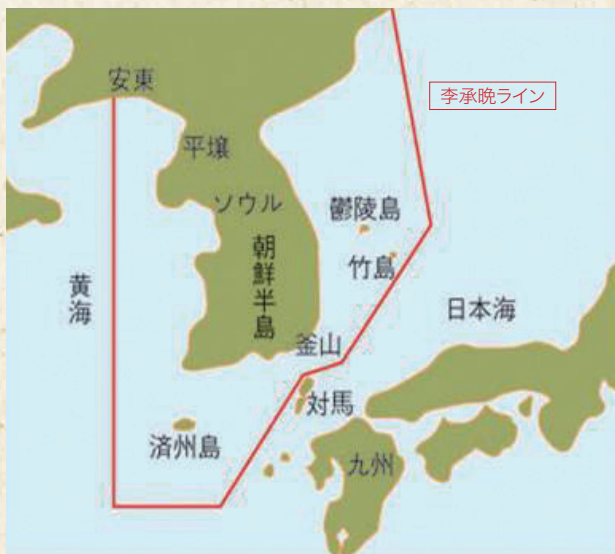 安東
李承晩ライン
平壌
ソウル
鬱陵島
朝鮮半島
竹島
黄海
日本海
釜山
対馬
済州島
九州